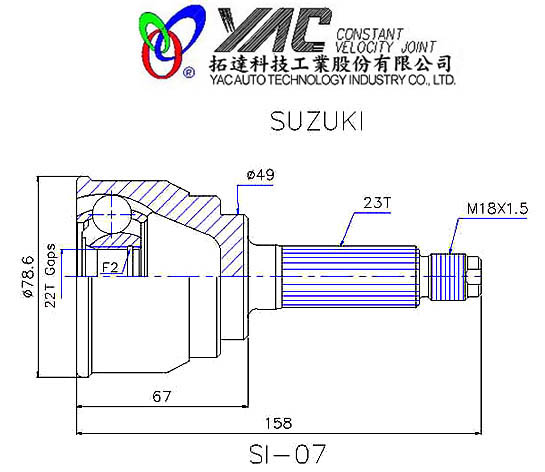 YAC CONSTANT
VELOCITY JOINT
拓達科技工業股份有限公司
® YAC AUTO TECHNOLOGY INDUSTRY CO., LTD.
SUZUKI
ø49
23T
M18X1.5
ø78.6
22T Gaps
F2
67
158
SI-07